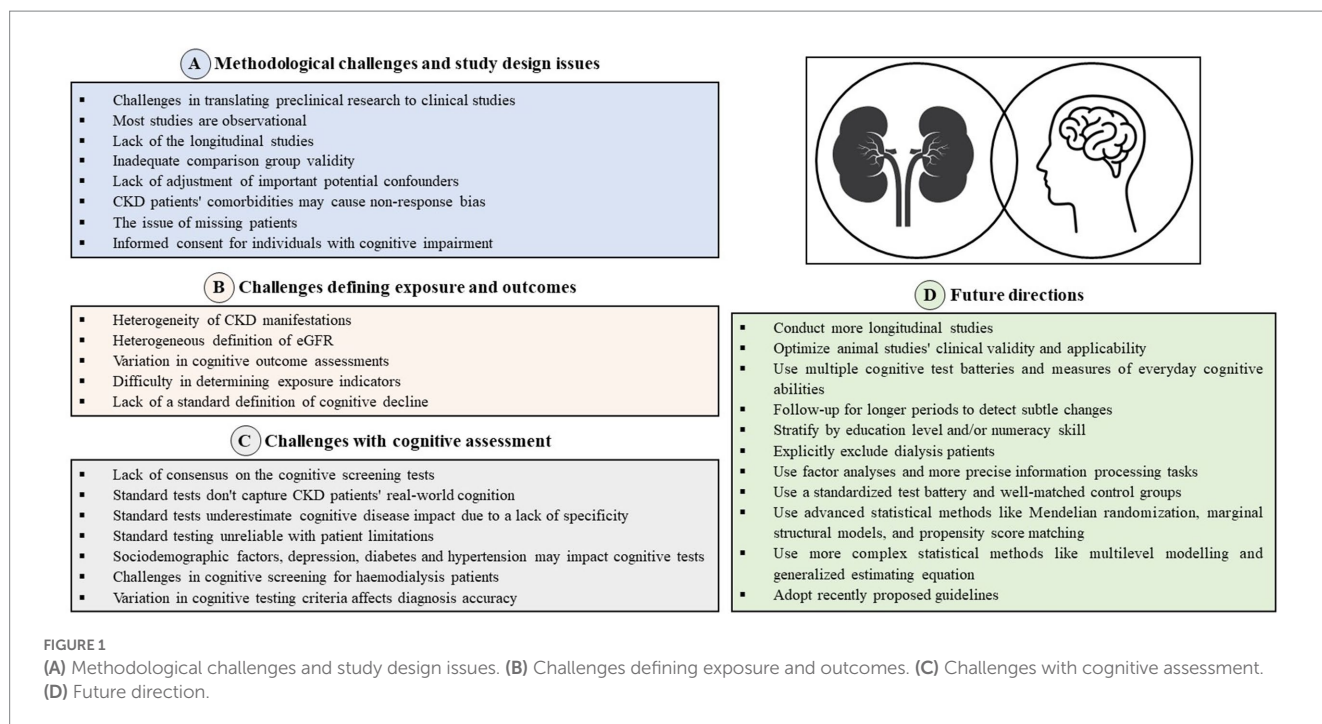 A Methodological challenges and study design issues
▪ Challenges in translating preclinical research to clinical studies
▪ Most studies are observational
▪ Lack of the longitudinal studies
▪ Inadequate comparison group validity
▪ Lack of adjustment of important potential confounders
▪ CKD patients' comorbidities may cause non-response bias
▪ The issue of missing patients
▪ Informed consent for individuals with cognitive impairment
B Challenges defining exposure and outcomes
▪ Heterogeneity of CKD manifestations
▪ Heterogeneous definition of eGFR
▪ Variation in cognitive outcome assessments
▪ Difficulty in determining exposure indicators
▪ Lack of a standard definition of cognitive decline
C Challenges with cognitive assessment
▪ Lack of consensus on the cognitive screening tests
▪ Standard tests don't capture CKD patients' real-world cognition
▪ Standard tests underestimate cognitive disease impact due to a lack of specificity
▪ Standard testing unreliable with patient limitations
▪ Sociodemographic factors, depression, diabetes and hypertension may impact cognitive tests
▪ Challenges in cognitive screening for haemodialysis patients
▪ Variation in cognitive testing criteria affects diagnosis accuracy
D Future directions
▪ Conduct more longitudinal studies
▪ Optimize animal studies' clinical validity and applicability
▪ Use multiple cognitive test batteries and measures of everyday cognitive
abilities
▪ Follow-up for longer periods to detect subtle changes
▪ Stratify by education level and/or numeracy skill
▪ Explicitly exclude dialysis patients
▪ Use factor analyses and more precise information processing tasks
▪ Use a standardized test battery and well-matched control groups
▪ Use advanced statistical methods like Mendelian randomization, marginal
structural models, and propensity score matching
▪ Use more complex statistical methods like multilevel modelling and
generalized estimating equation
▪ Adopt recently proposed guidelines
FIGURE 1
(A) Methodological challenges and study design issues. (B) Challenges defining exposure and outcomes. (C) Challenges with cognitive assessment.
(D) Future direction.